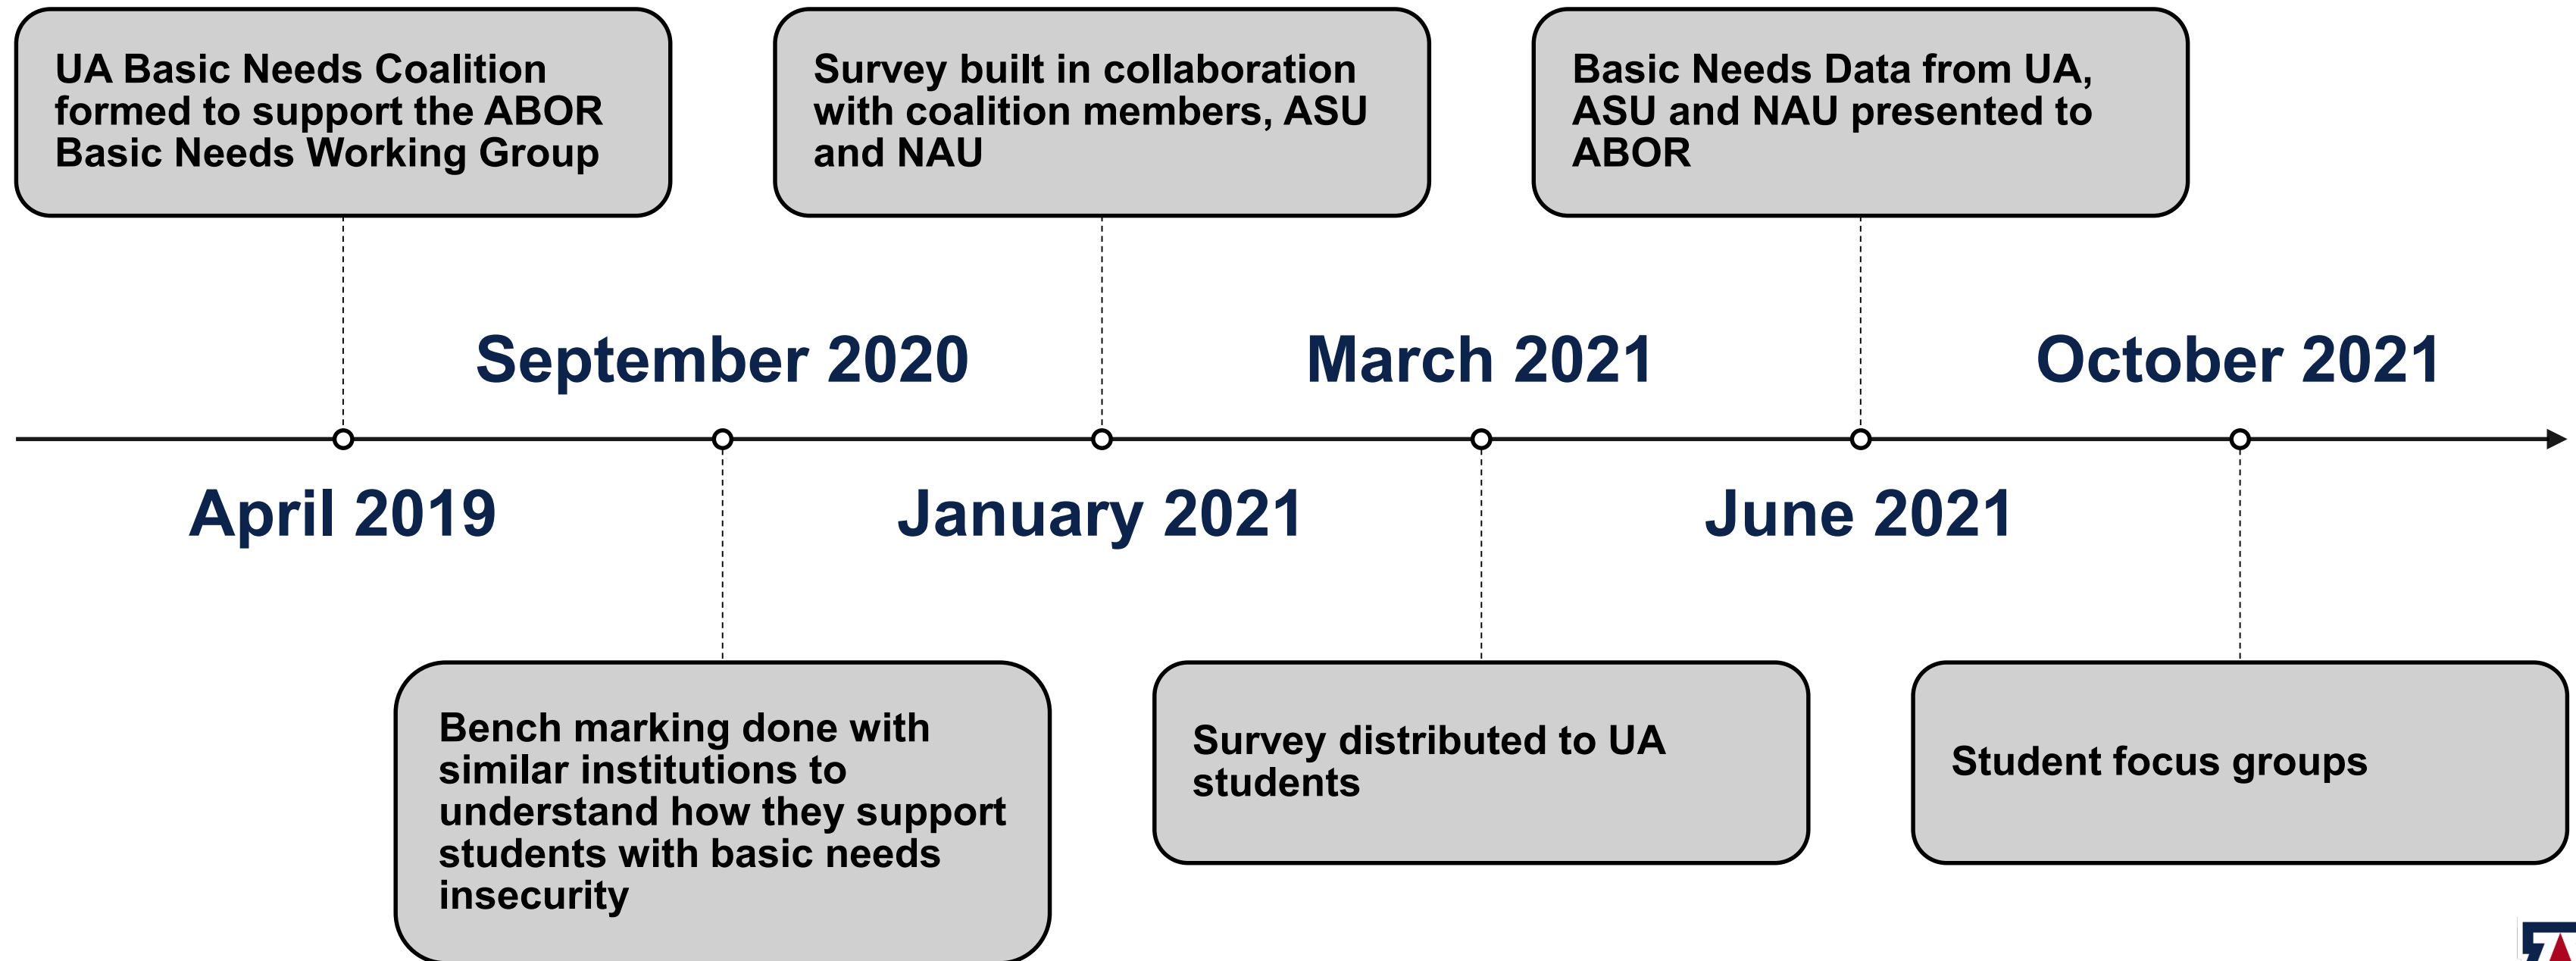 UA Basic Needs Coalition
formed to support the ABOR
Basic Needs Working Group
Survey built in collaboration
with coalition members, ASU
and NAU
Basic Needs Data from UA,
ASU and NAU presented to
ABOR
September 2020
March 2021
October 2021
April 2019
January 2021
June 2021
Bench marking done with
similar institutions to
understand how they support
students with basic needs
insecurity
Survey distributed to UA
students
Student focus groups